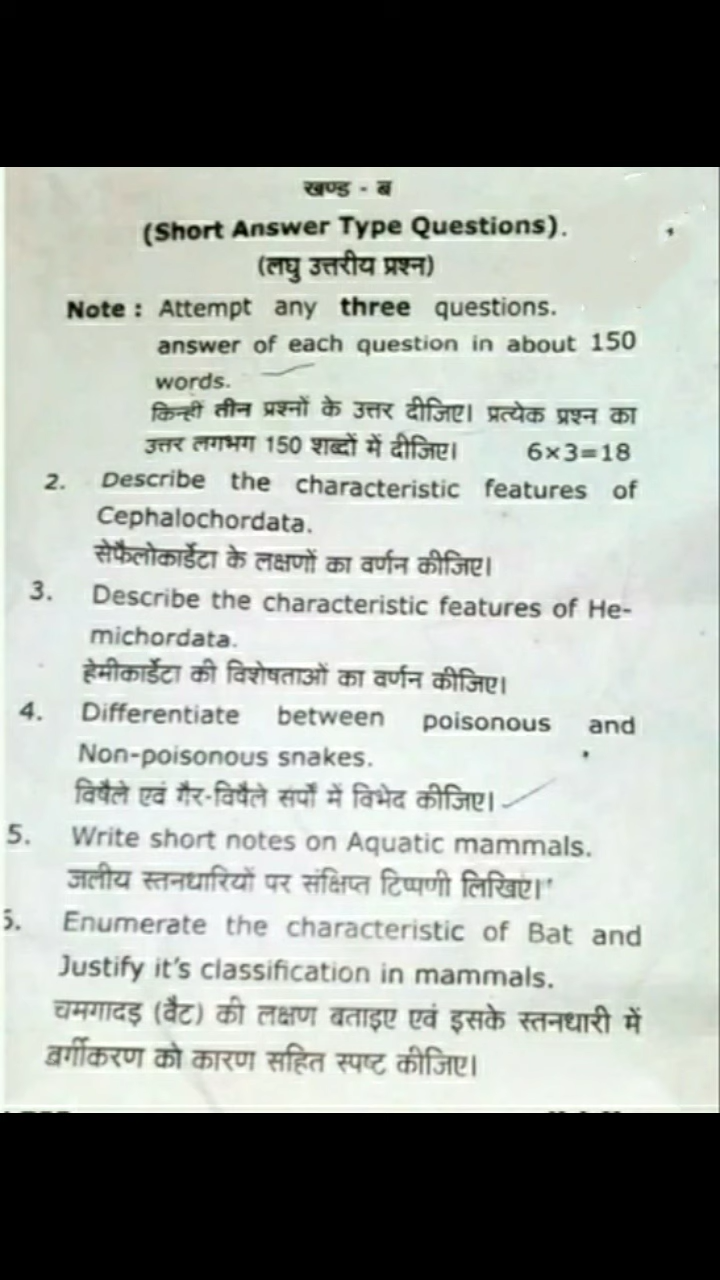 खण्ड - ब
(Short Answer Type Questions).
(लघु उत्तरीय प्रश्न)
Note : Attempt any three questions.
answer of each question in about 150
words.
किन्हीं तीन प्रश्नों के उत्तर दीजिए। प्रत्येक प्रश्न का
उत्तर लगभग 150 शब्दों में दीजिए। 6×3=18
2. Describe the characteristic features of
Cephalochordata.
सेफैलोकार्डेटा के लक्षणों का वर्णन कीजिए।
3. Describe the characteristic features of He-
michordata.
हेमीकार्डेटा की विशेषताओं का वर्णन कीजिए।
4. Differentiate between poisonous and
Non-poisonous snakes.
विषैले एवं गैर-विषैले सर्पों में विभेद कीजिए।
5. Write short notes on Aquatic mammals.
जलीय स्तनधारियों पर संक्षिप्त टिप्पणी लिखिएं।
6. Enumerate the characteristic of Bat and
Justify it's classification in mammals.
चमगादड़ (वैट) की लक्षण बताइए एवं इसके स्तनधारी में
वर्गीकरण को कारण सहित स्पष्ट कीजिए।